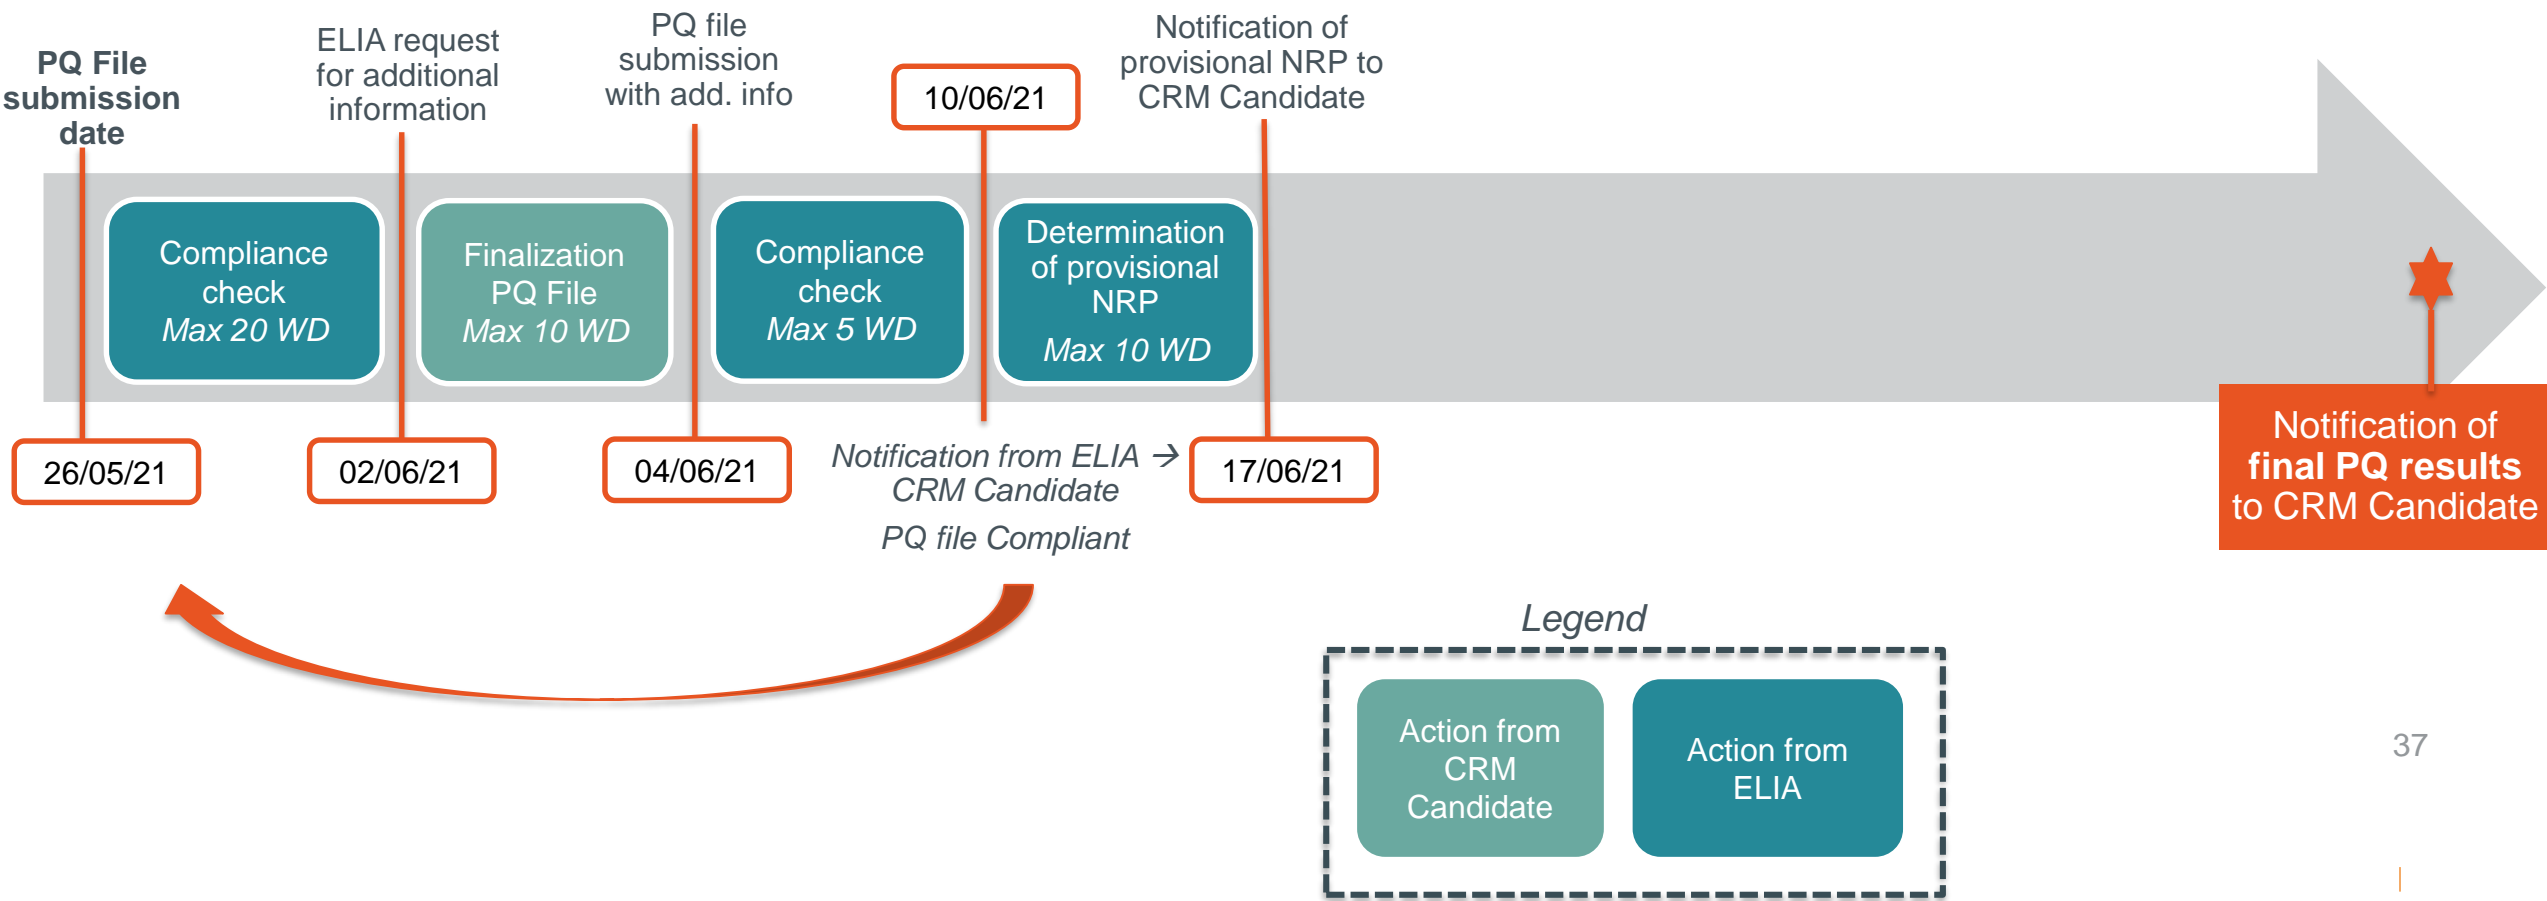 PQ File
submission
date
ELIA request
for additional
information
PQ file
submission
with add. info
10/06/21
Notification of
provisional NRP to
CRM Candidate
Compliance
check
Max 20 WD
Finalization
PQ File
Max 10 WD
Compliance
check
Max 5 WD
Determination
of provisional
NRP
Max 10 WD
26/05/21
02/06/21
04/06/21
Notification from ELIA →
CRM Candidate
PQ file Compliant
17/06/21
Notification of
final PQ results
to CRM Candidate
Legend
Action from
CRM
Candidate
Action from
ELIA
37